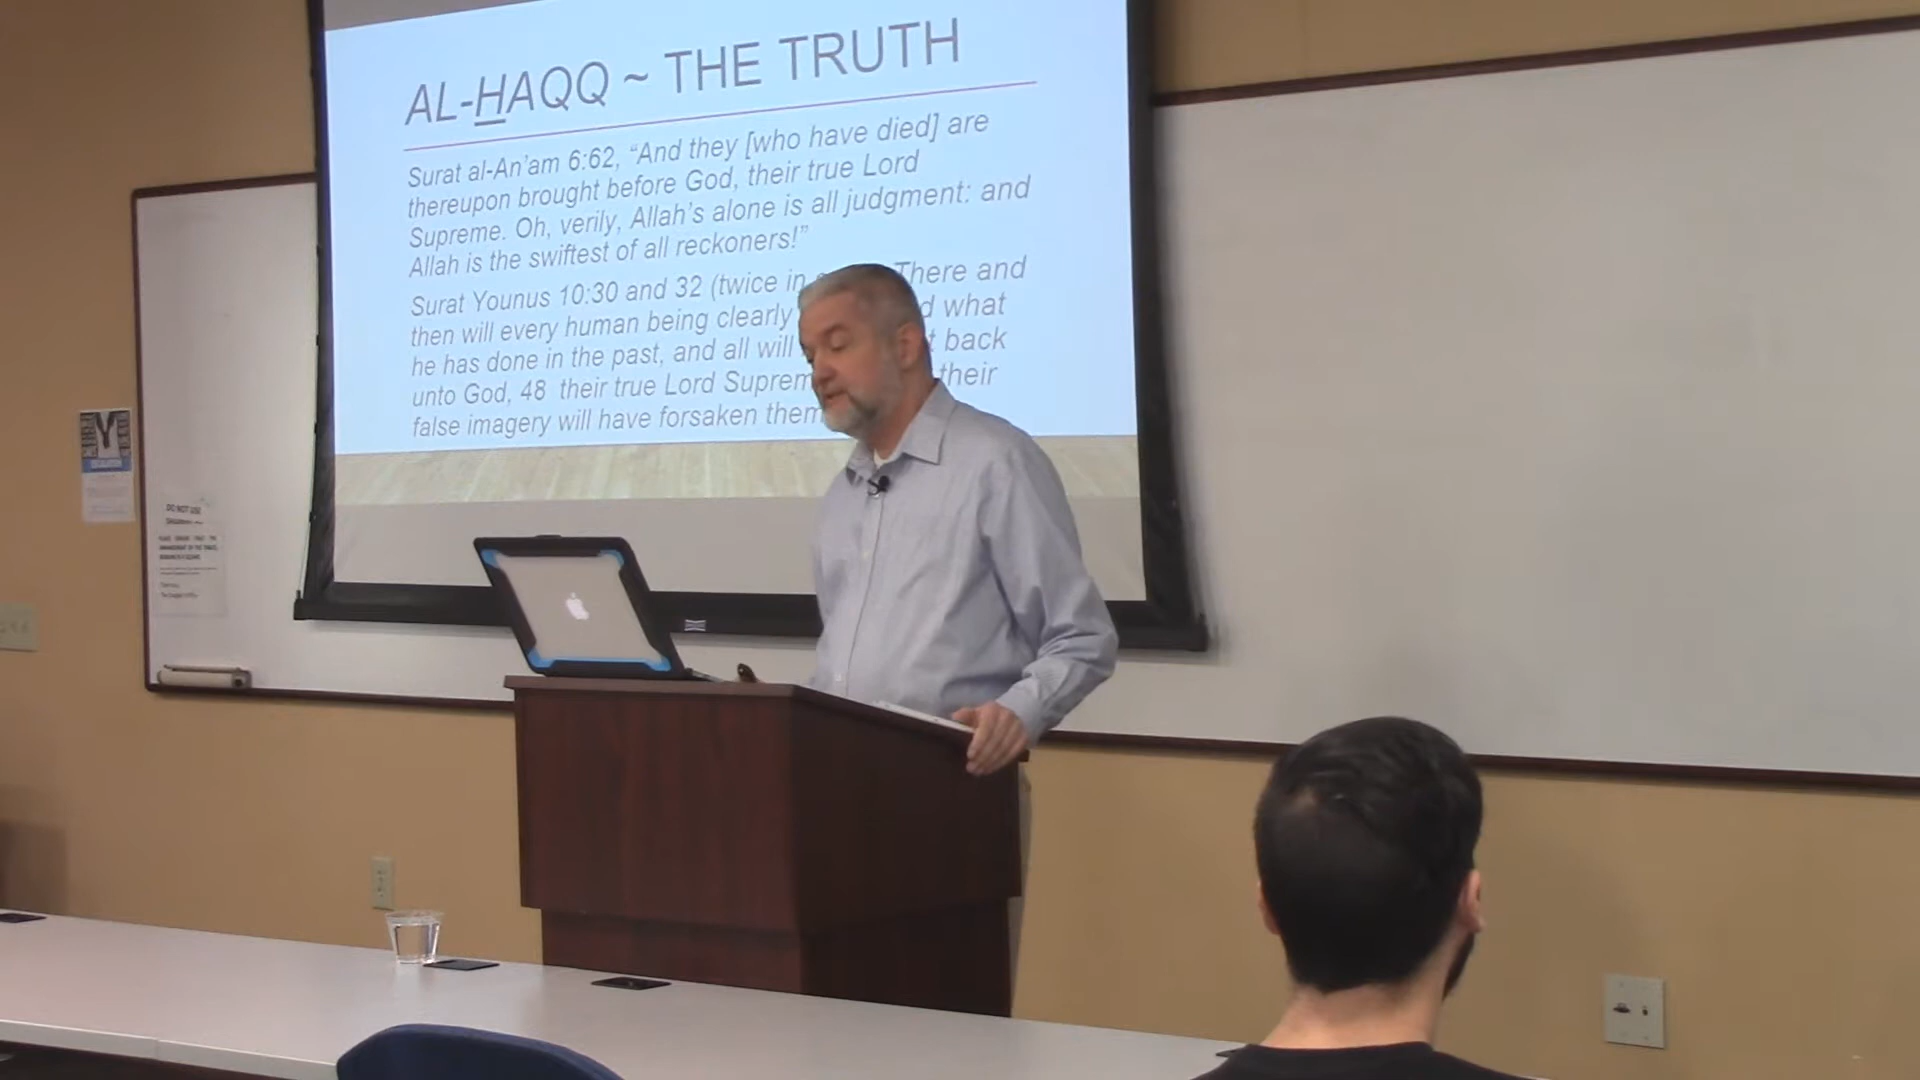 AL-HAQQ ~ THE TRUTH
Surat al-An'am 6:62, “And they [who have died] are
thereupon brought before God, their true Lord
Supreme. Oh, verily, Allah's alone is all judgment: and
Allah is the swiftest of all reckoners!”
Surat Younus 10:30 and 32 (twice in There and
then will every human being clearly what
he has done in the past, and all will back
unto God, 48 their true Lord their
false imagery will have forsaken them
DO NOT USE